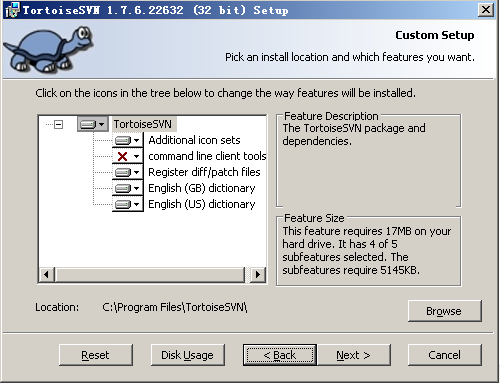 TortoiseSVN 1.7.6.22632 (32 bit) Setup
Custom Setup
Pick an install location and which features you want.
Click on the icons in the tree below to change the way features will be installed.
TortoiseSVN
Additional icon sets
command line client tools
Register diff/patch files
English (GB) dictionary
English (US) dictionary
Feature Description
The TortoiseSVN package and
dependencies.
Feature Size
This feature requires 17MB on your
hard drive. It has 4 of 5
subfeatures selected. The
subfeatures require 5145KB.
Location: C:\Program Files\TortoiseSVN\
Browse
Reset Disk Usage < Back Next > Cancel